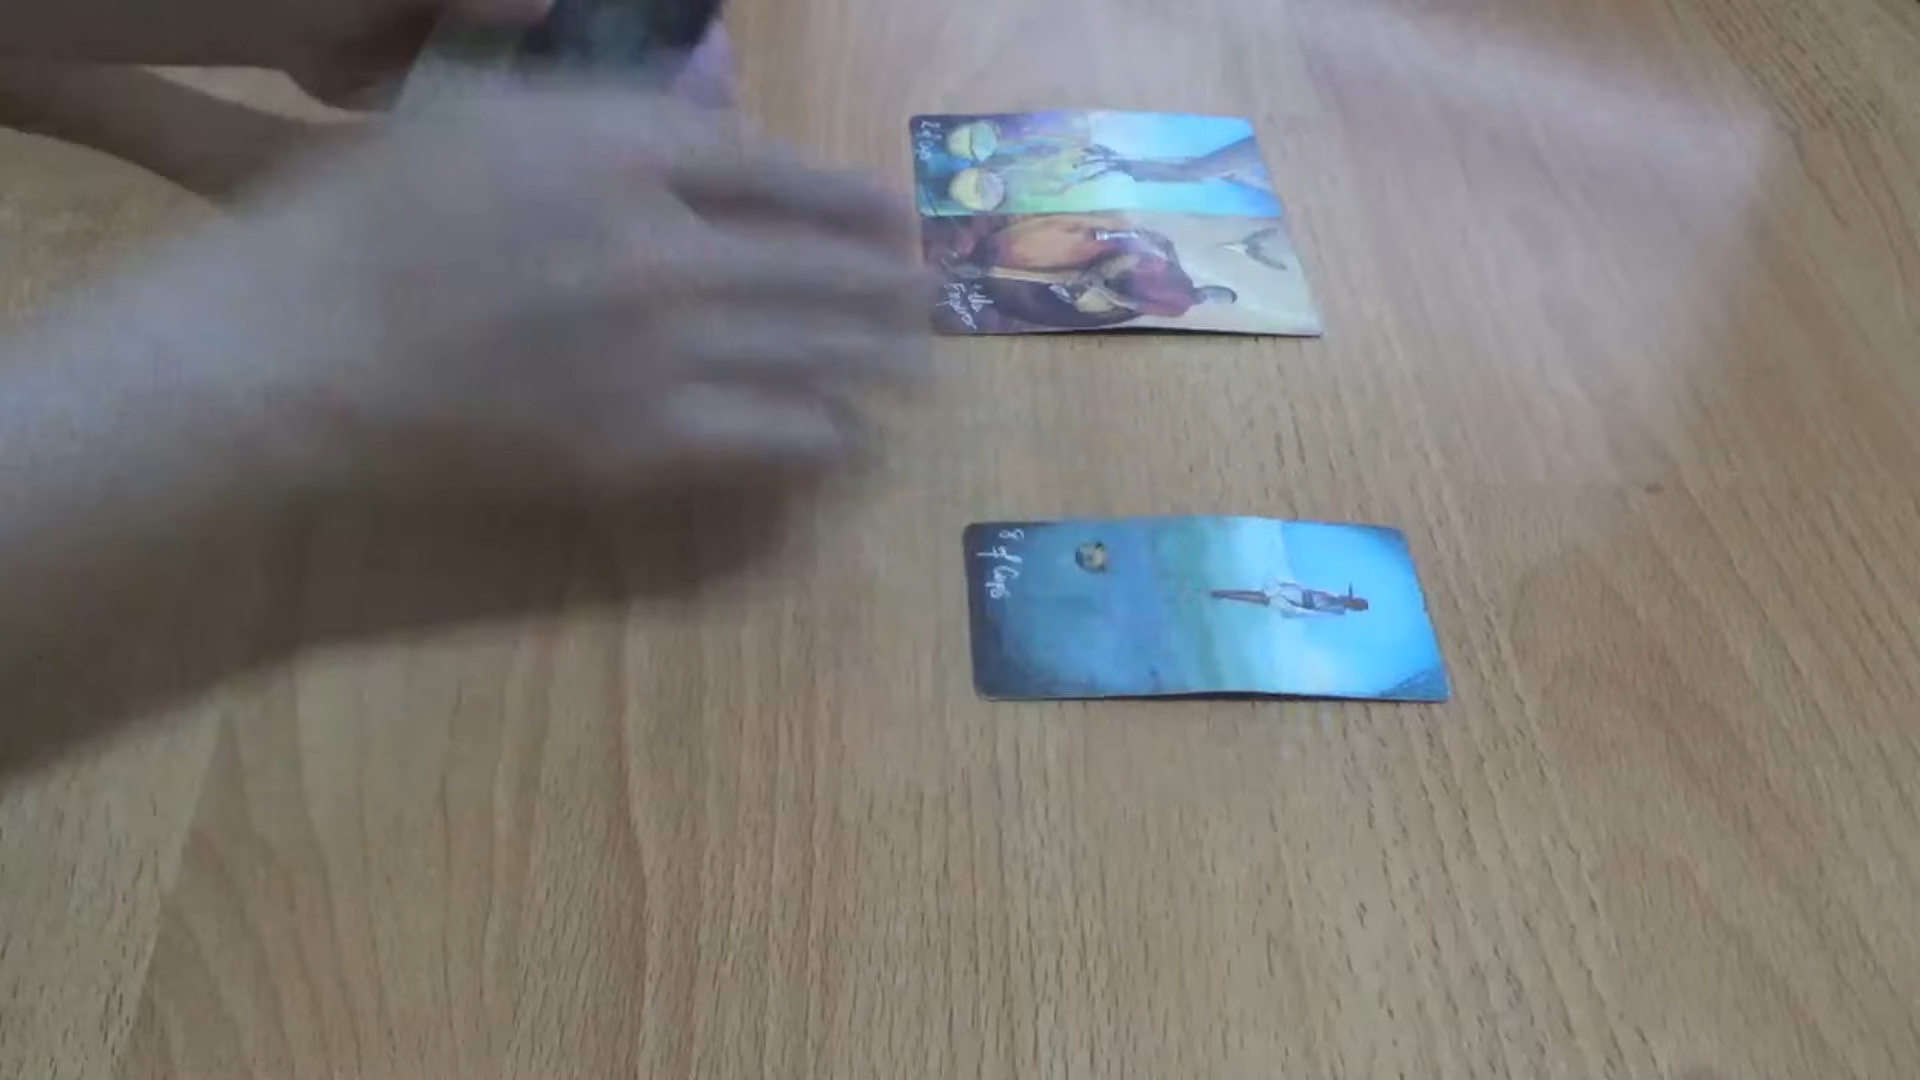 2 of Cups
the
Emperor
8 of Cups